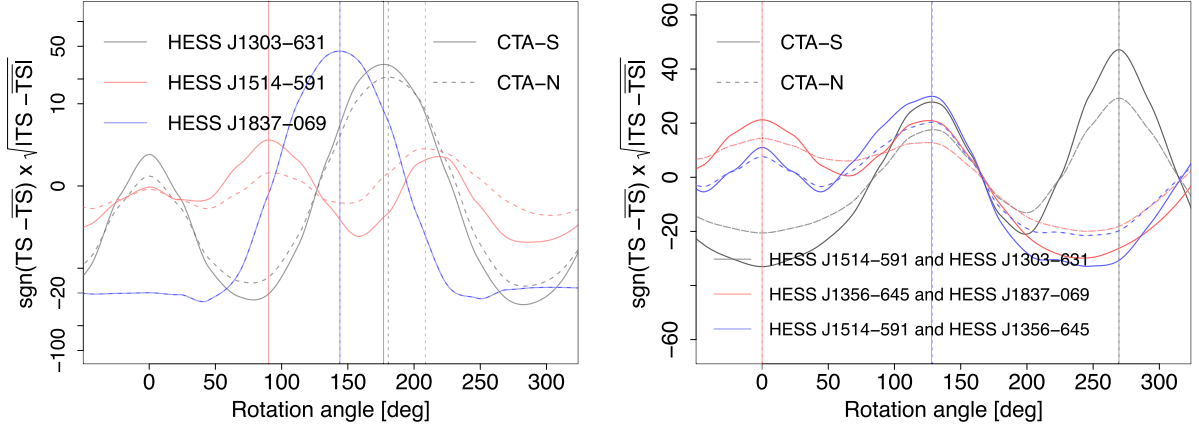 sgn(TS −TS) x √|TS −TS|
50
10
0
−20
−100
HESS J1303−631
HESS J1514−591
HESS J1837−069
CTA−S
CTA−N
0 50 100 150 200 250 300
Rotation angle [deg]
sgn(TS −TS) x √|TS −TS|
60
40
20
0
−20
−60
CTA−S
CTA−N
HESS J1514−591 and HESS J1303−631
HESS J1356−645 and HESS J1837−069
HESS J1514−591 and HESS J1356−645
0 50 100 150 200 250 300
Rotation angle [deg]